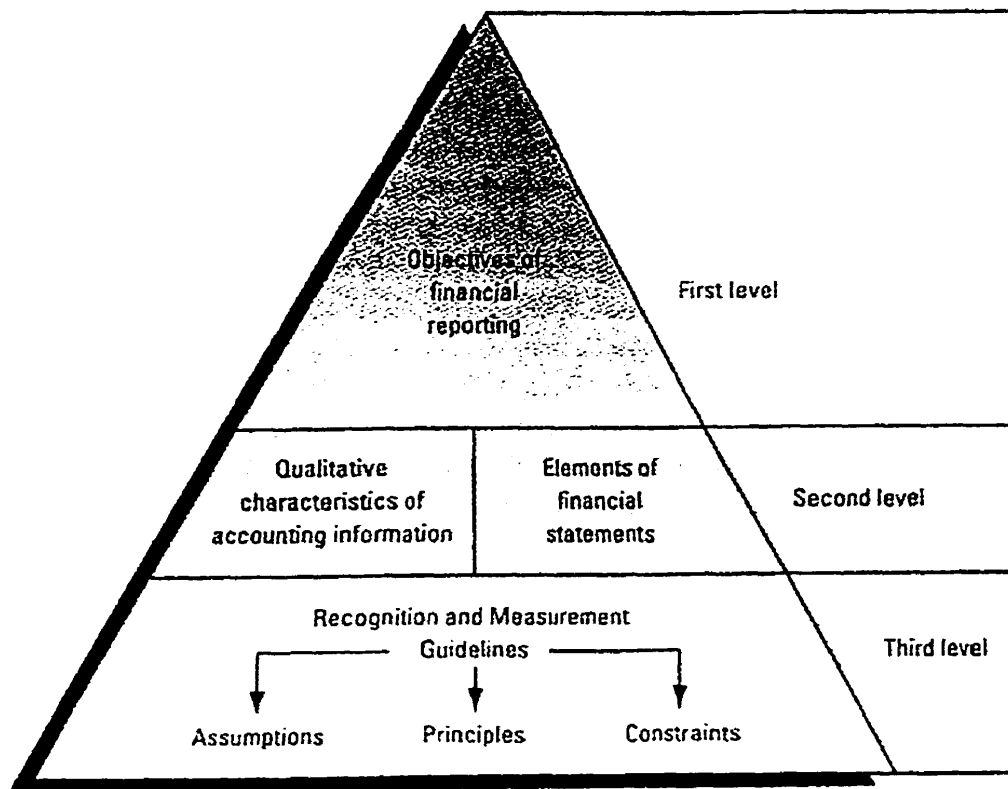 Objectives of
financial
reporting
First level
Qualitative
characteristics of
accounting information
Elements of
financial
statements
Second level
Recognition and Measurement
Guidelines
Third level
Assumptions
Principles
Constraints